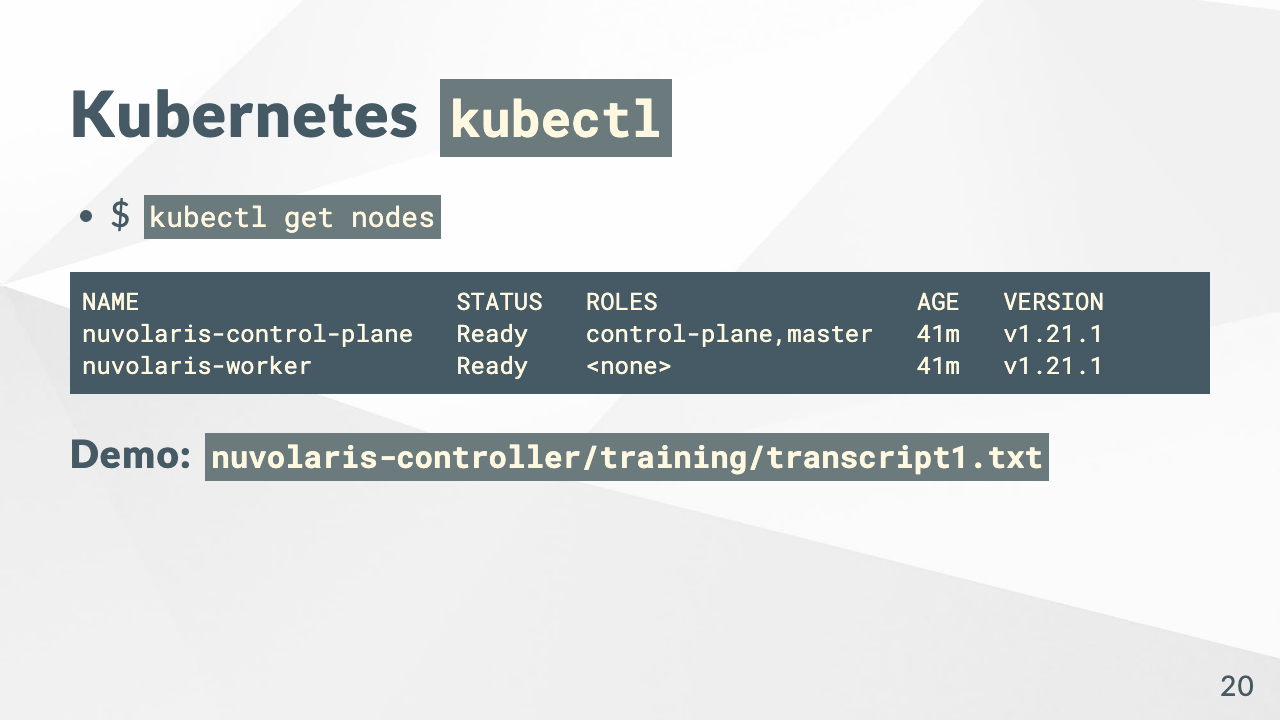 Kubernetes kubectl
• $ kubectl get nodes
NAME                      STATUS   ROLES                  AGE   VERSION
nuvolaris-control-plane   Ready    control-plane,master   41m   v1.21.1
nuvolaris-worker          Ready    <none>                 41m   v1.21.1
Demo: nuvolaris-controller/training/transcript1.txt
20